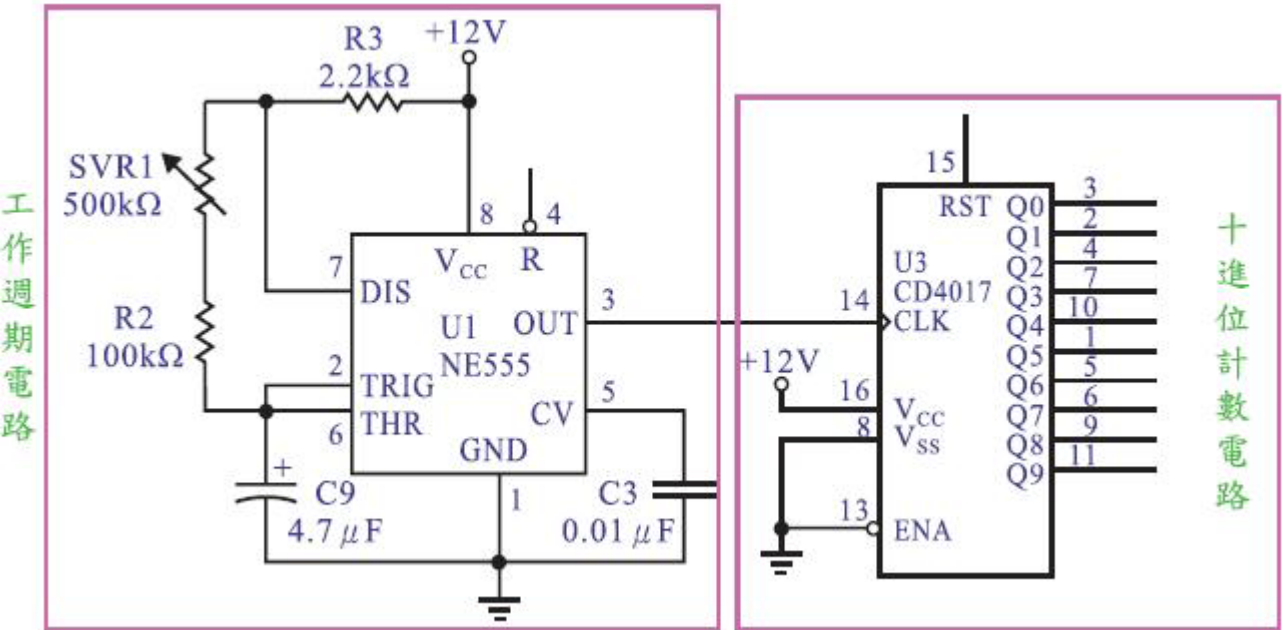 工作週期電路
R3
2.2kΩ
+12V
SVR1
500kΩ
R2
100kΩ
8
4
VCC
R
7
DIS
U1
NE555
OUT
3
2
TRIG
6
THR
CV
5
GND
1
+
C9
4.7μF
C3
0.01μF
15
RST
Q0
3
Q1
2
Q2
4
U3
CD4017
Q3
7
14
CLK
Q4
10
Q5
1
+12V
16
VCC
Q6
5
8
VSS
Q7
6
Q8
9
Q9
11
13
ENA
十進位計數電路